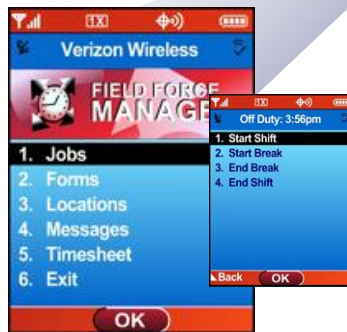 1X
Verizon Wireless
FIELD FORCE
MANAGE
1. Jobs
2. Forms
3. Locations
4. Messages
5. Timesheet
6. Exit
OK
1X
Off Duty: 3:56pm
1. Start Shift
2. Start Break
3. End Break
4. End Shift
Back OK